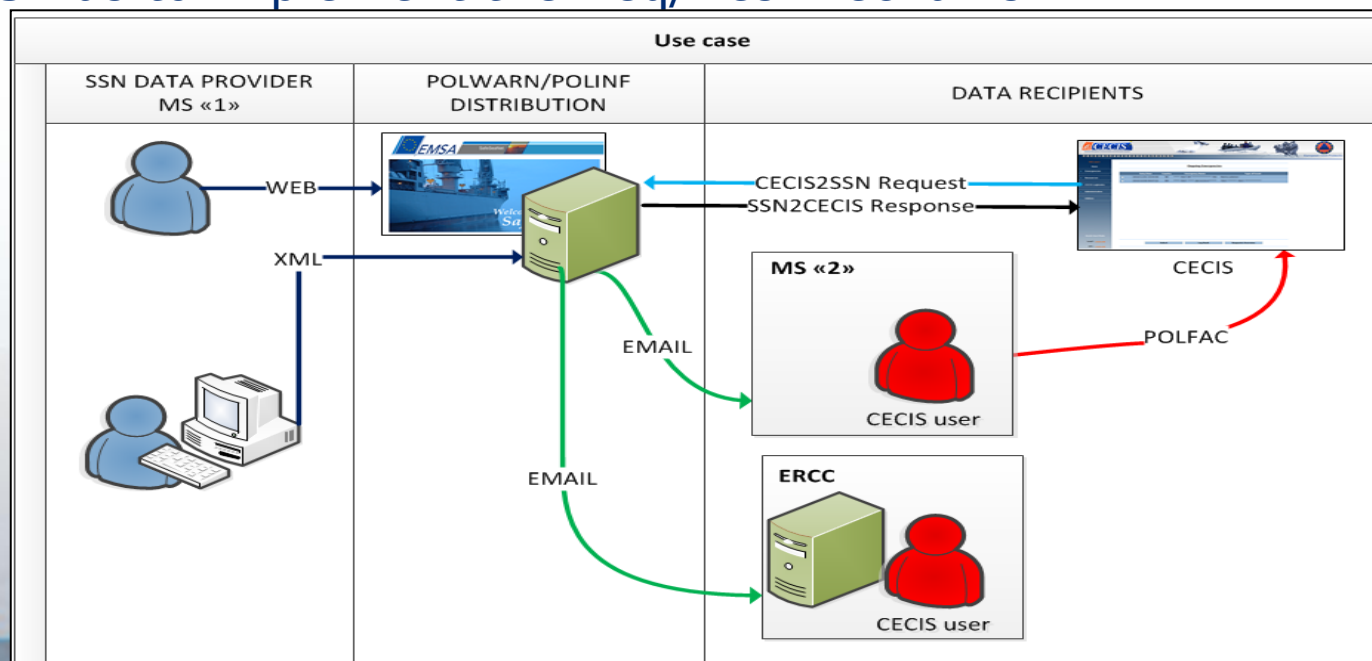 Use case
SSN DATA PROVIDER
MS «1»
POLWARN/POLINF
DISTRIBUTION
DATA RECIPIENTS
EMSA
CECIS
WEB
CECIS2SSN Request
SSN2CECIS Response
XML
MS «2»
CECIS
POLFAC
EMAIL
CECIS user
EMAIL
ERCC
CECIS user